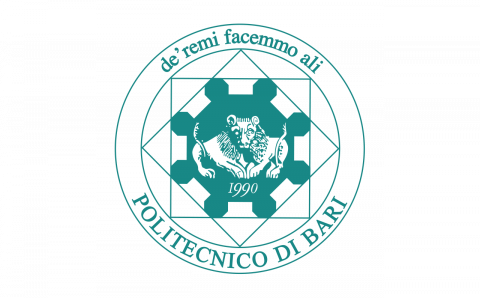 de' remi facemmo ali
1990
POLITECNICO DI BARI